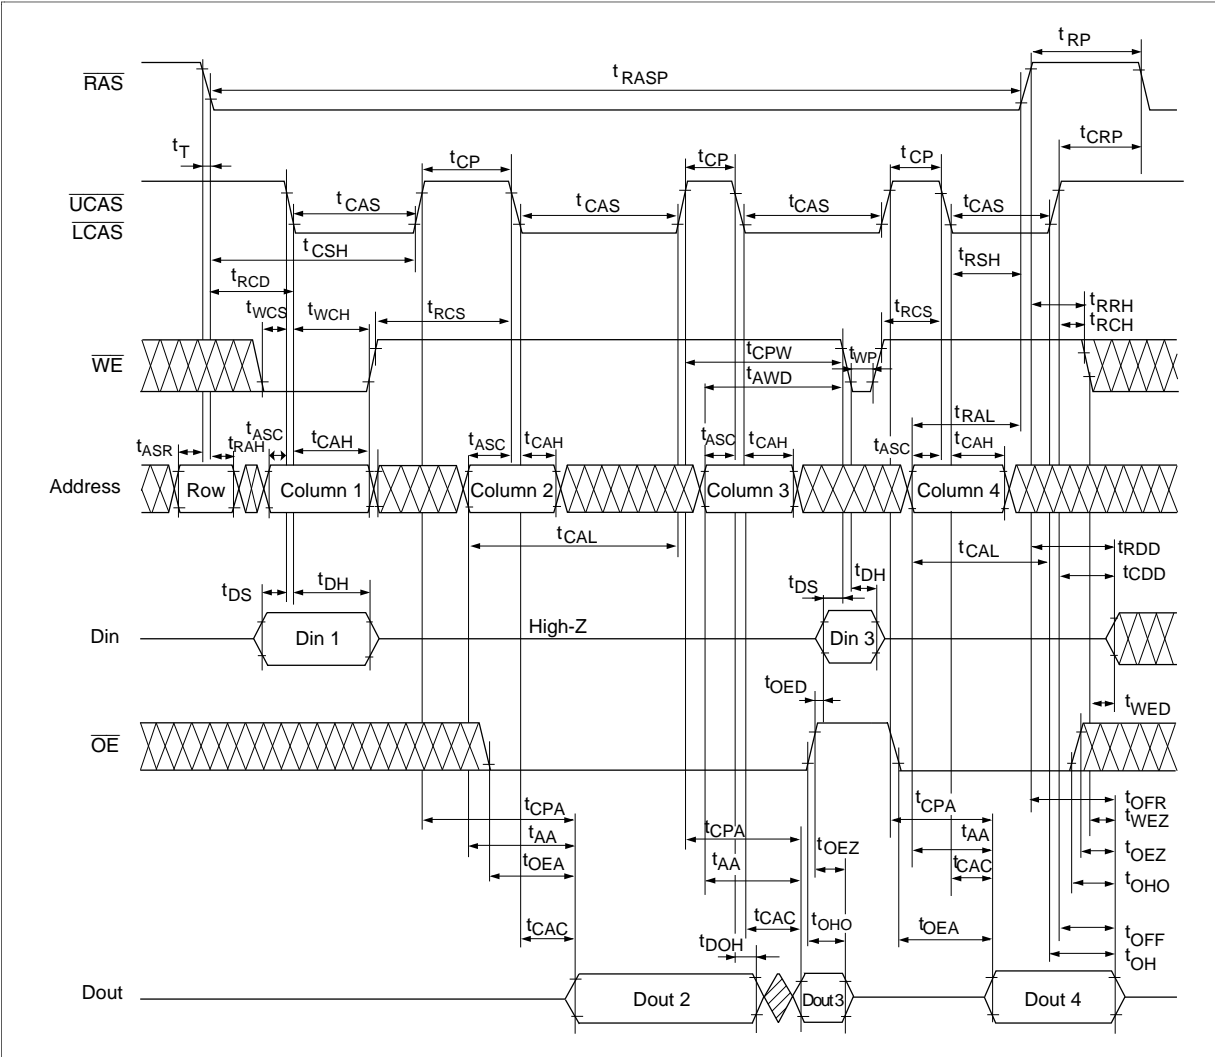 tRP
RAS
tRASP
tT
tCRP
tCP
tCP
tCP
UCAS
LCAS
tCAS
tCAS
tCAS
tCAS
tCSH
tRSH
tRCD
tWCS
tWCH
tRCS
tRCS
tRRH
tRCH
WE
tCPW
tWP
tAWD
tRAL
tASR
tRAH
tASC
tCAH
tASC
tCAH
tASC
tCAH
tASC
tCAH
Address
Row
Column 1
Column 2
Column 3
Column 4
tCAL
tCAL
tRDD
tCDD
tDS
tDH
tDS
tDH
Din
Din 1
High-Z
Din 3
tOED
tWED
OE
tCPA
tCPA
tCPA
tOFR
tWEZ
tAA
tAA
tAA
tOEZ
tOEZ
tOEA
tCAC
tOHO
tCAC
tCAC
tOHO
tOEA
tDOH
tOFF
tOH
Dout
Dout 2
Dout3
Dout 4